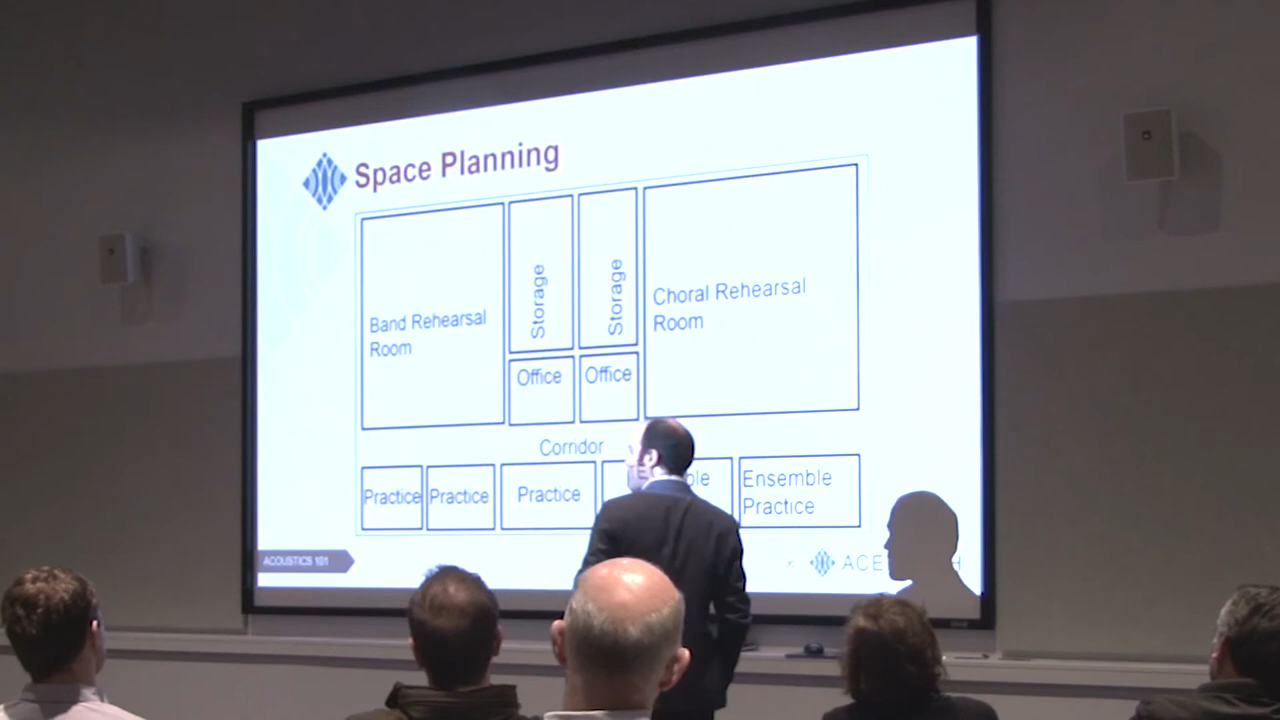 Space Planning
Band Rehearsal
Room
Storage
Storage
Choral Rehearsal
Room
Office
Office
Corridor
Practice
Practice
Practice
Ensemble
Practice
ACOUSTICS 101